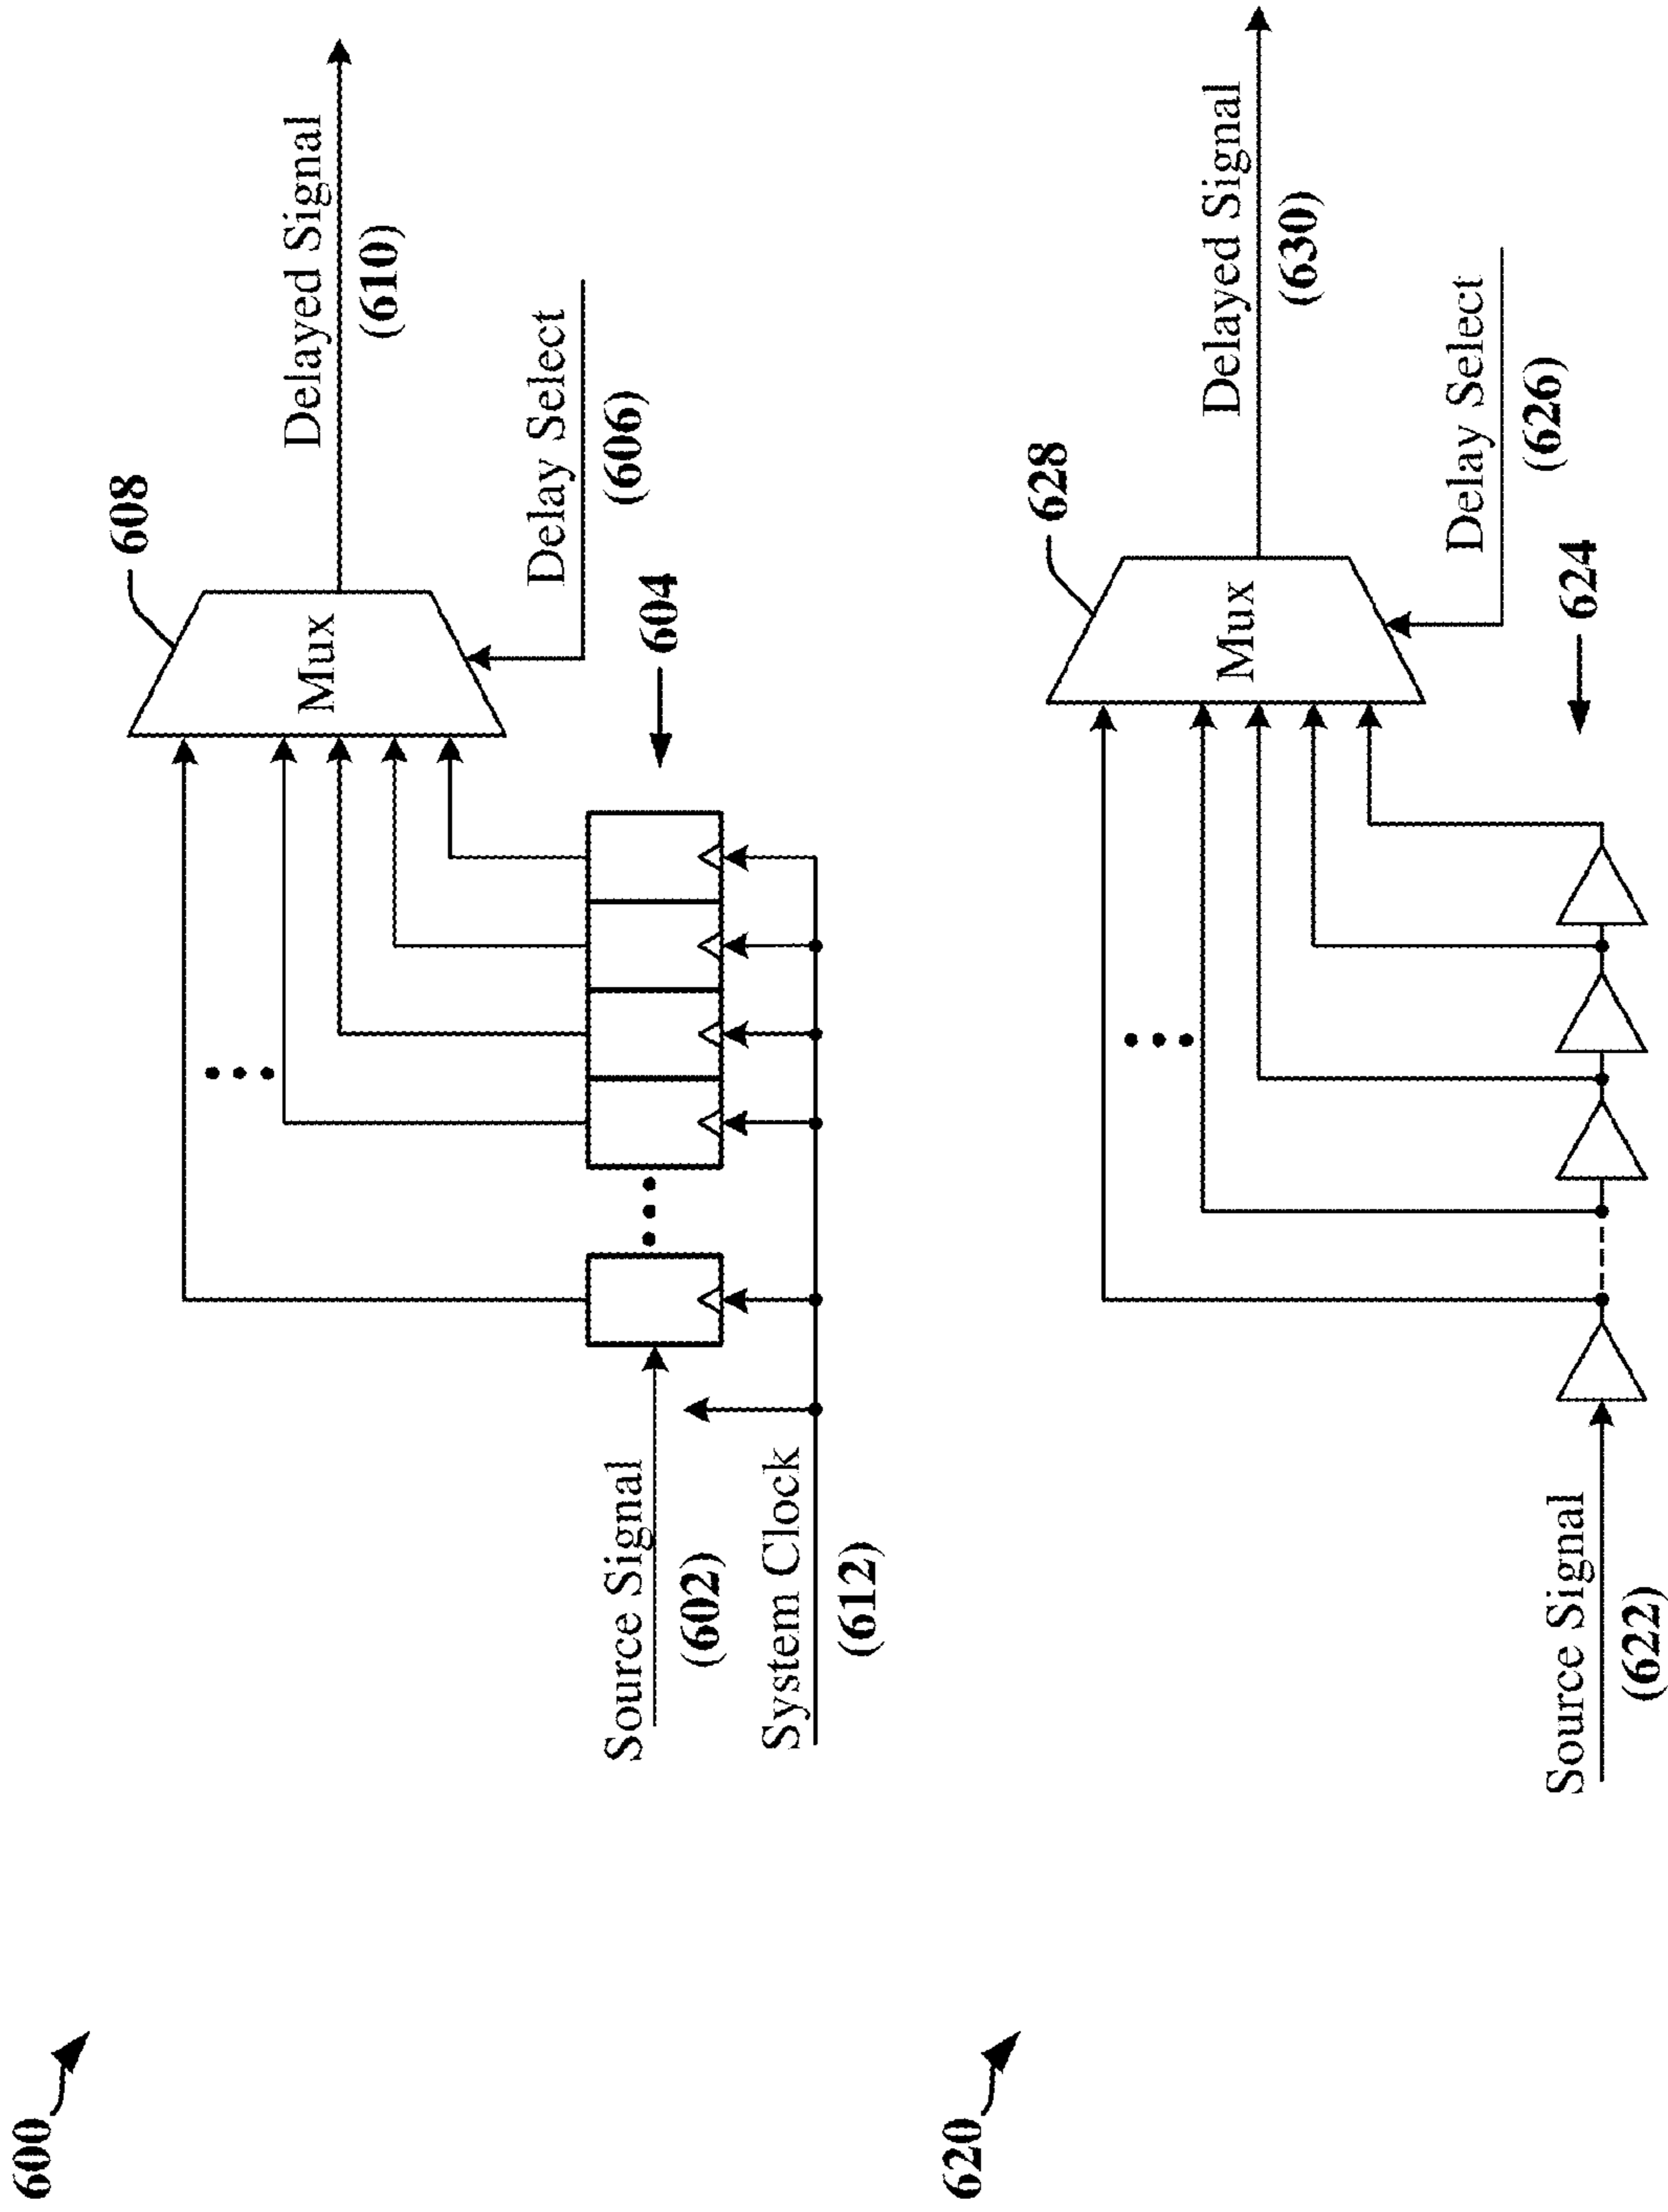 600
608
Mux
Delayed Signal
(610)
Delay Select
(606)
604
Source Signal
(602)
System Clock
(612)
620
628
Mux
Delayed Signal
(630)
Delay Select
(626)
624
Source Signal
(622)